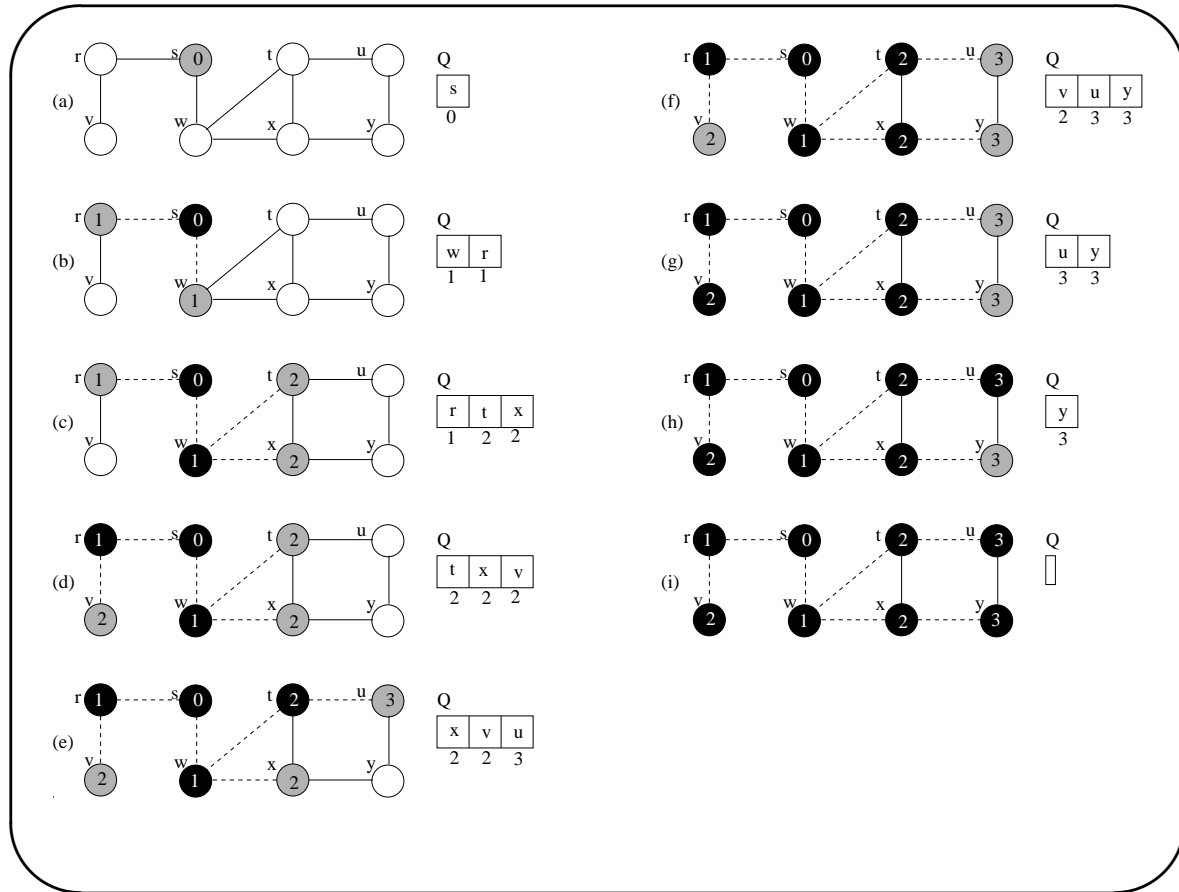 r s 0 t u Q
s
(a)
v w x y 0
r 1 s 0 t u Q
w r
(b)
v w 1 x y 1 1
r 1 s 0 t 2 u Q
r t x
(c)
v w 1 x 2 y 1 2 2
r 1 s 0 t 2 u Q
t x v
(d)
v 2 w 1 x 2 y 2 2 2
r 1 s 0 t 2 u 3 Q
x v u
(e)
v 2 w 1 x 2 y 2 2 3
r 1 s 0 t 2 u 3 Q
v u y
(f)
v 2 w 1 x 2 y 3 2 3 3
r 1 s 0 t 2 u 3 Q
u y
(g)
v 2 w 1 x 2 y 3 3 3
r 1 s 0 t 2 u 3 Q
y
(h)
v 2 w 1 x 2 y 3 3
r 1 s 0 t 2 u 3 Q
(i)
v 2 w 1 x 2 y 3